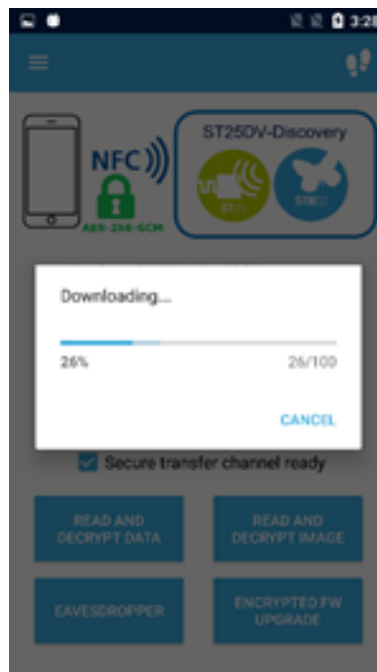 3:28
NFC
ST25DV-Discovery
ST25
STM32
AES-256-GCM
Downloading...
26%
26/100
CANCEL
Secure transfer channel ready
READ AND
DECRYPT DATA
READ AND
DECRYPT IMAGE
EAVESDROPPER
ENCRYPTED FW
UPGRADE